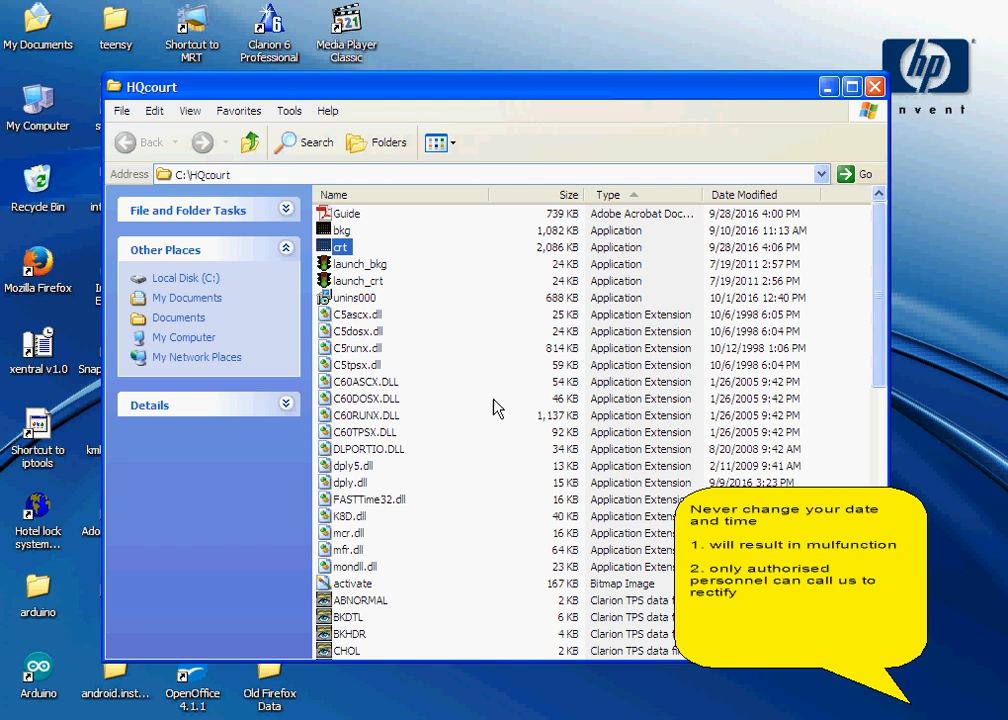 My Documents
teensy
Shortcut to
MRT
Clarion 6
Professional
Media Player
Classic
hp
n v e n t
My Computer
s
Recycle Bin
int
Mozilla Firefox
E
xentral v1.0
Snap
Shortcut to
iptools
kml
Hotel lock
system...
Ado
arduino
Arduino
android.inst...
OpenOffice
4.1.1
Old Firefox
Data
HQcourt
File Edit View Favorites Tools Help
Back Search Folders
Address C:\HQcourt Go
File and Folder Tasks
Other Places
Local Disk (C:)
My Documents
Documents
My Computer
My Network Places
Details
Name Size Type Date Modified
Guide 739 KB Adobe Acrobat Doc... 9/28/2016 4:00 PM
bkg 1,082 KB Application 9/10/2016 11:13 AM
crt 2,086 KB Application 9/28/2016 4:06 PM
launch_bkg 24 KB Application 7/19/2011 2:57 PM
launch_crt 24 KB Application 7/19/2011 2:56 PM
unins000 688 KB Application 10/1/2016 12:40 PM
C5ascx.dll 25 KB Application Extension 10/6/1998 6:05 PM
C5dosx.dll 24 KB Application Extension 10/6/1998 6:04 PM
C5runx.dll 814 KB Application Extension 10/12/1998 1:06 PM
C5tpsx.dll 59 KB Application Extension 10/6/1998 6:04 PM
C60ASCX.DLL 54 KB Application Extension 1/26/2005 9:42 PM
C60DOSX.DLL 46 KB Application Extension 1/26/2005 9:42 PM
C60RUNX.DLL 1,137 KB Application Extension 1/26/2005 9:42 PM
C60TPSX.DLL 92 KB Application Extension 1/26/2005 9:42 PM
DLPORTIO.DLL 34 KB Application Extension 8/20/2008 9:42 AM
dply5.dll 13 KB Application Extension 2/11/2009 9:41 AM
dply.dll 15 KB Application Extension 9/9/2016 3:23 PM
FASTTime32.dll 16 KB Application Extension
K8D.dll 40 KB Application Extension
mcr.dll 16 KB Application Extension
mfr.dll 64 KB Application Extension
mondll.dll 23 KB Application Extension
activate 167 KB Bitmap Image
ABNORMAL 2 KB Clarion TPS data f
BKDTL 6 KB Clarion TPS data f
BKHDR 4 KB Clarion TPS data f
CHOL 2 KB Clarion TPS data fi
Never change your date
and time
1. will result in mulfunction
2. only authorised
personnel can call us to
rectify